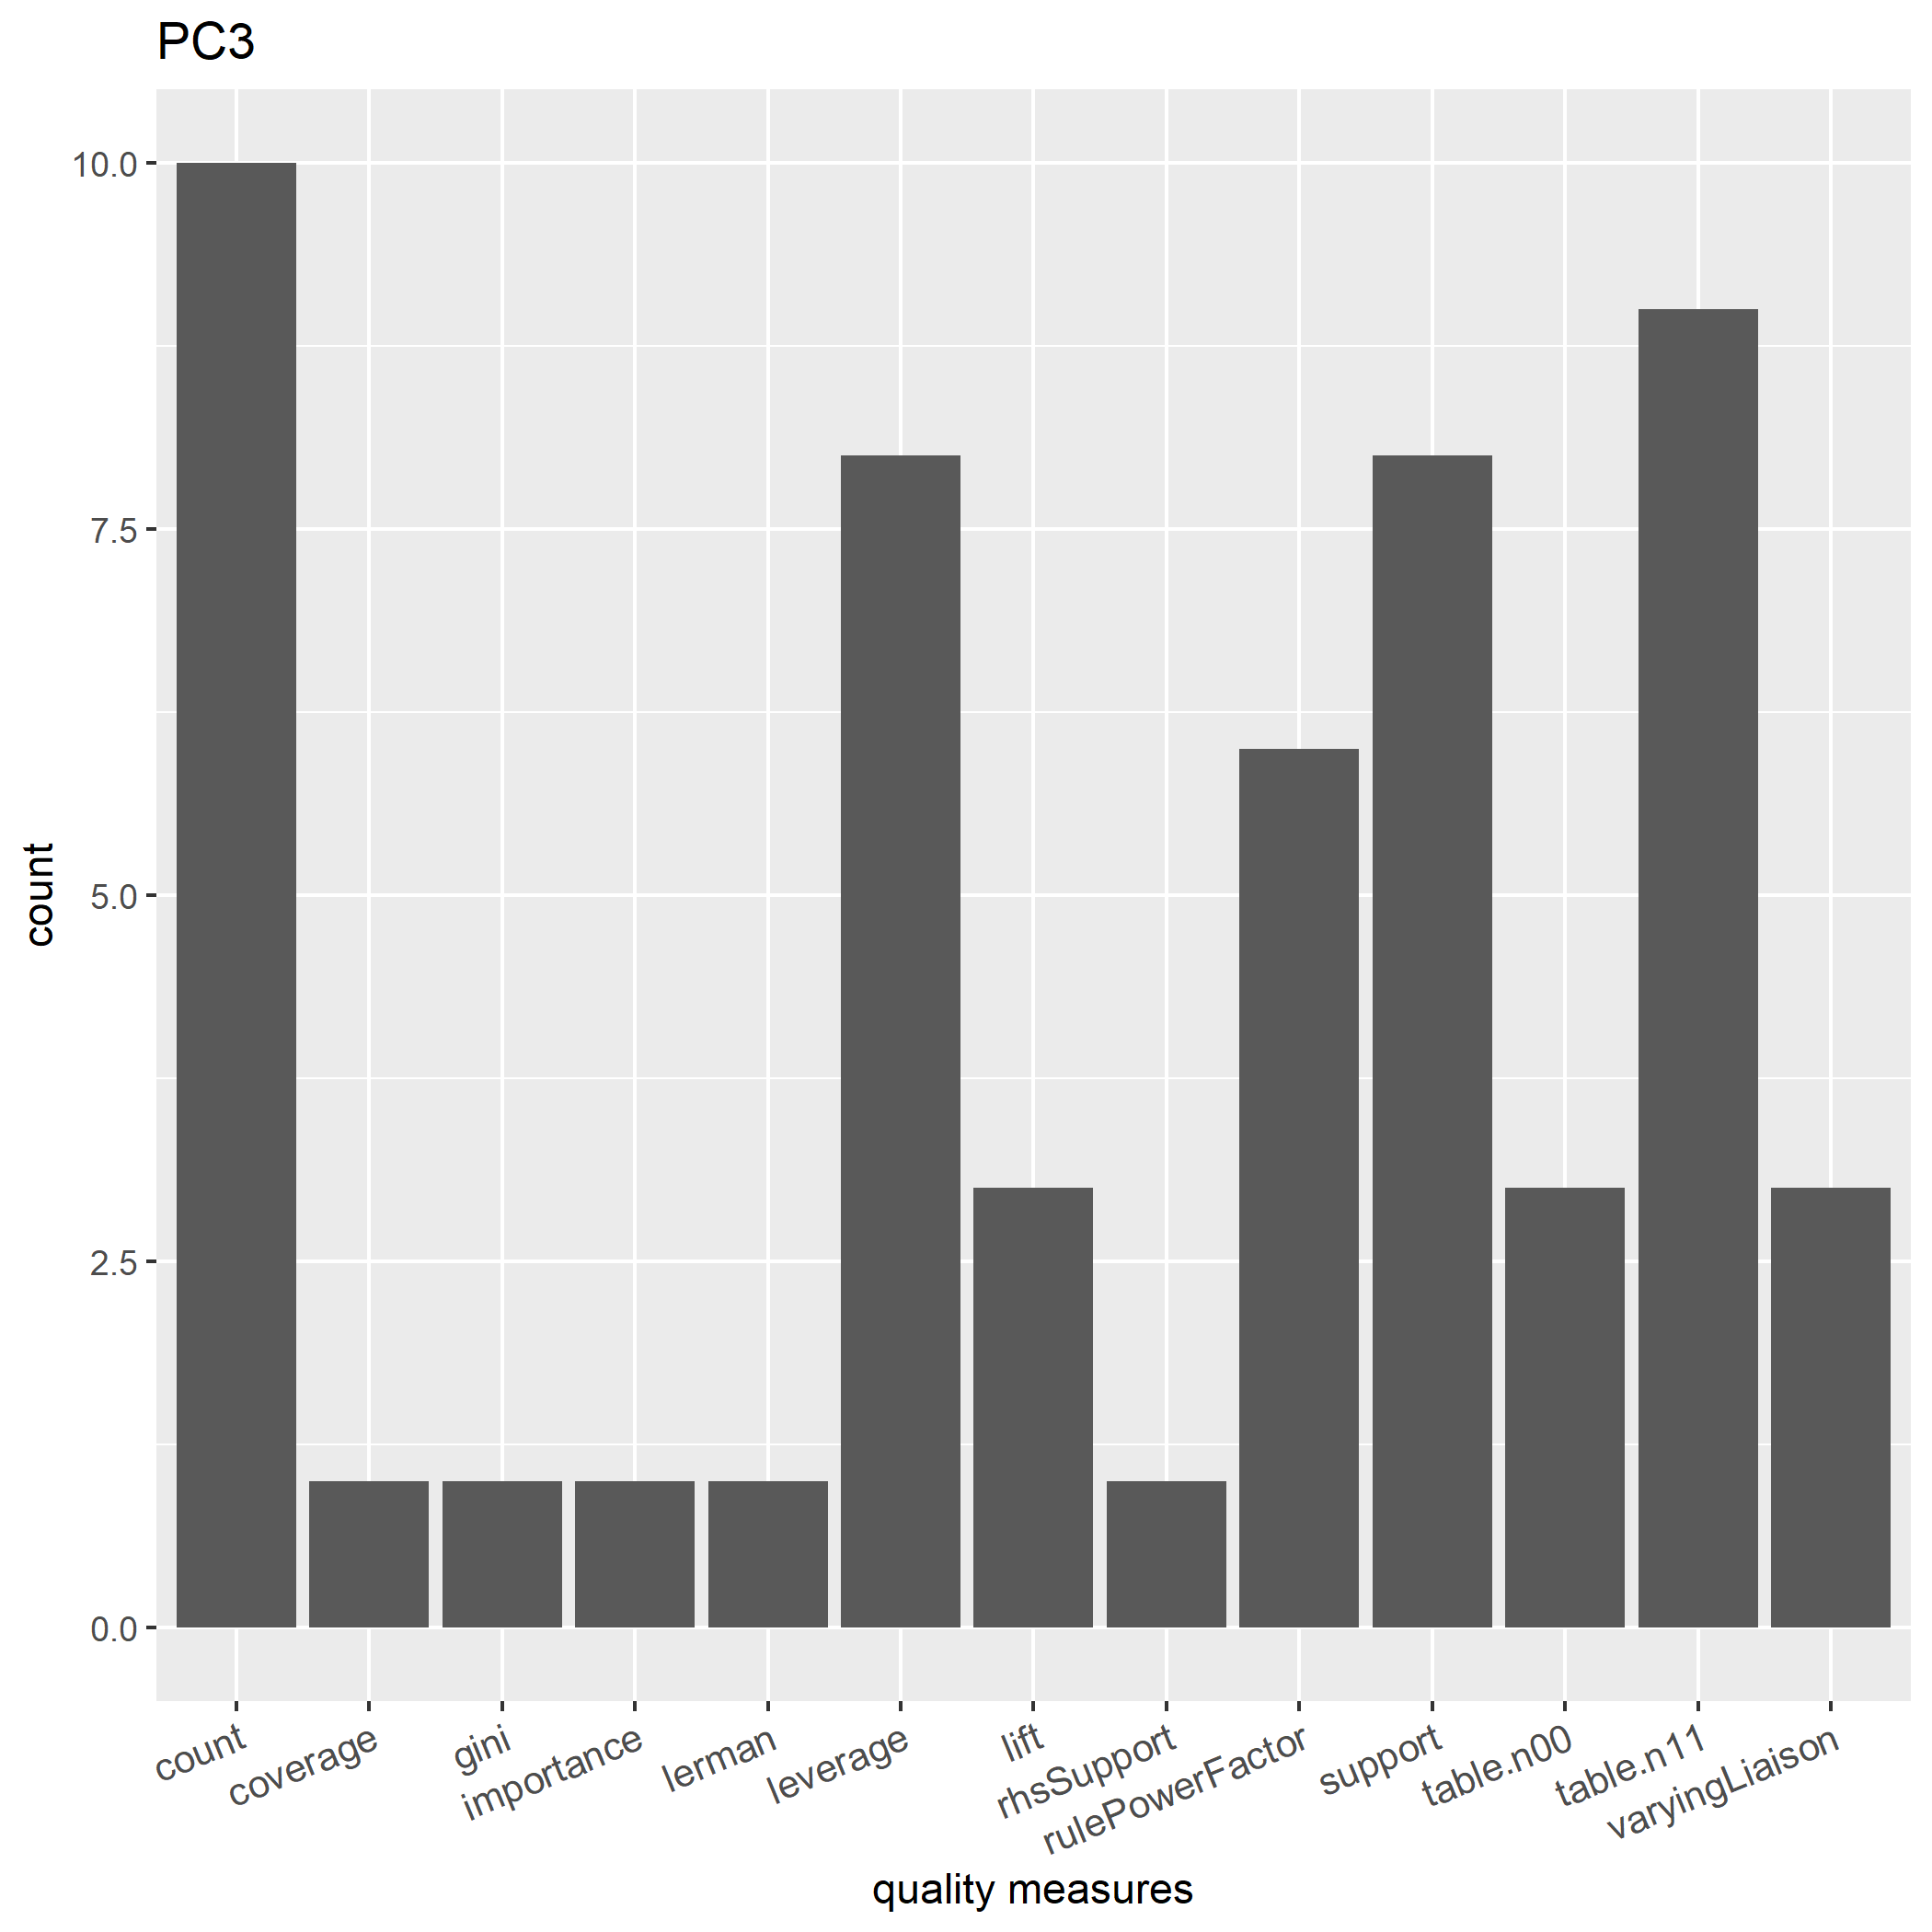 PC3
10.0
7.5
5.0
2.5
0.0
count
count
coverage
gini
importance
lerman
leverage
lift
rhsSupport
rulePowerFactor
support
table.n00
table.n11
varyingLiaison
quality measures